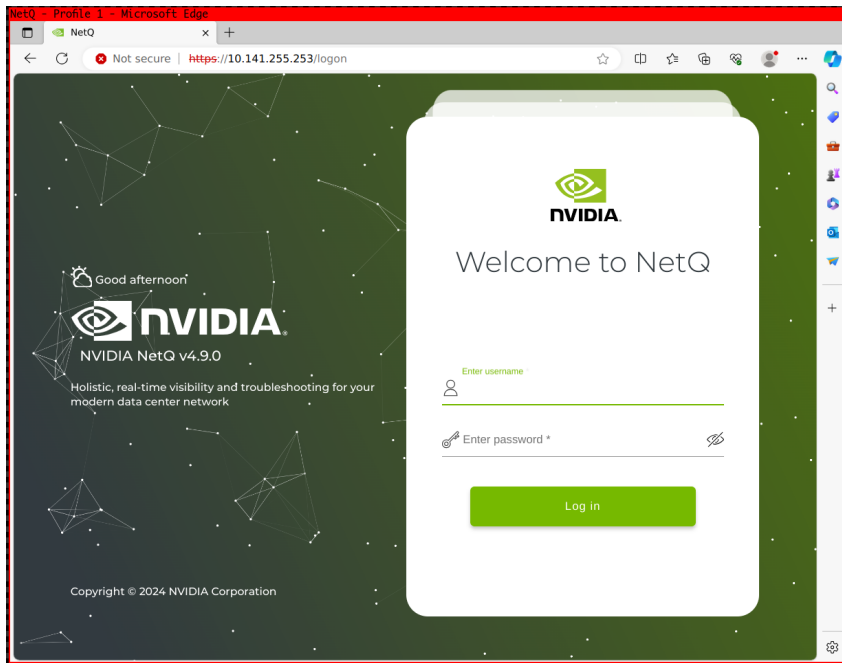 NetQ - Profile 1 - Microsoft Edge
NetQ
Not secure
https://10.141.255.253/logon
Good afternoon
NVIDIA.
NVIDIA NetQ v4.9.0
Holistic, real-time visibility and troubleshooting for your
modern data center network
Copyright © 2024 NVIDIA Corporation
NVIDIA.
Welcome to NetQ
Enter username
Enter password *
Log in